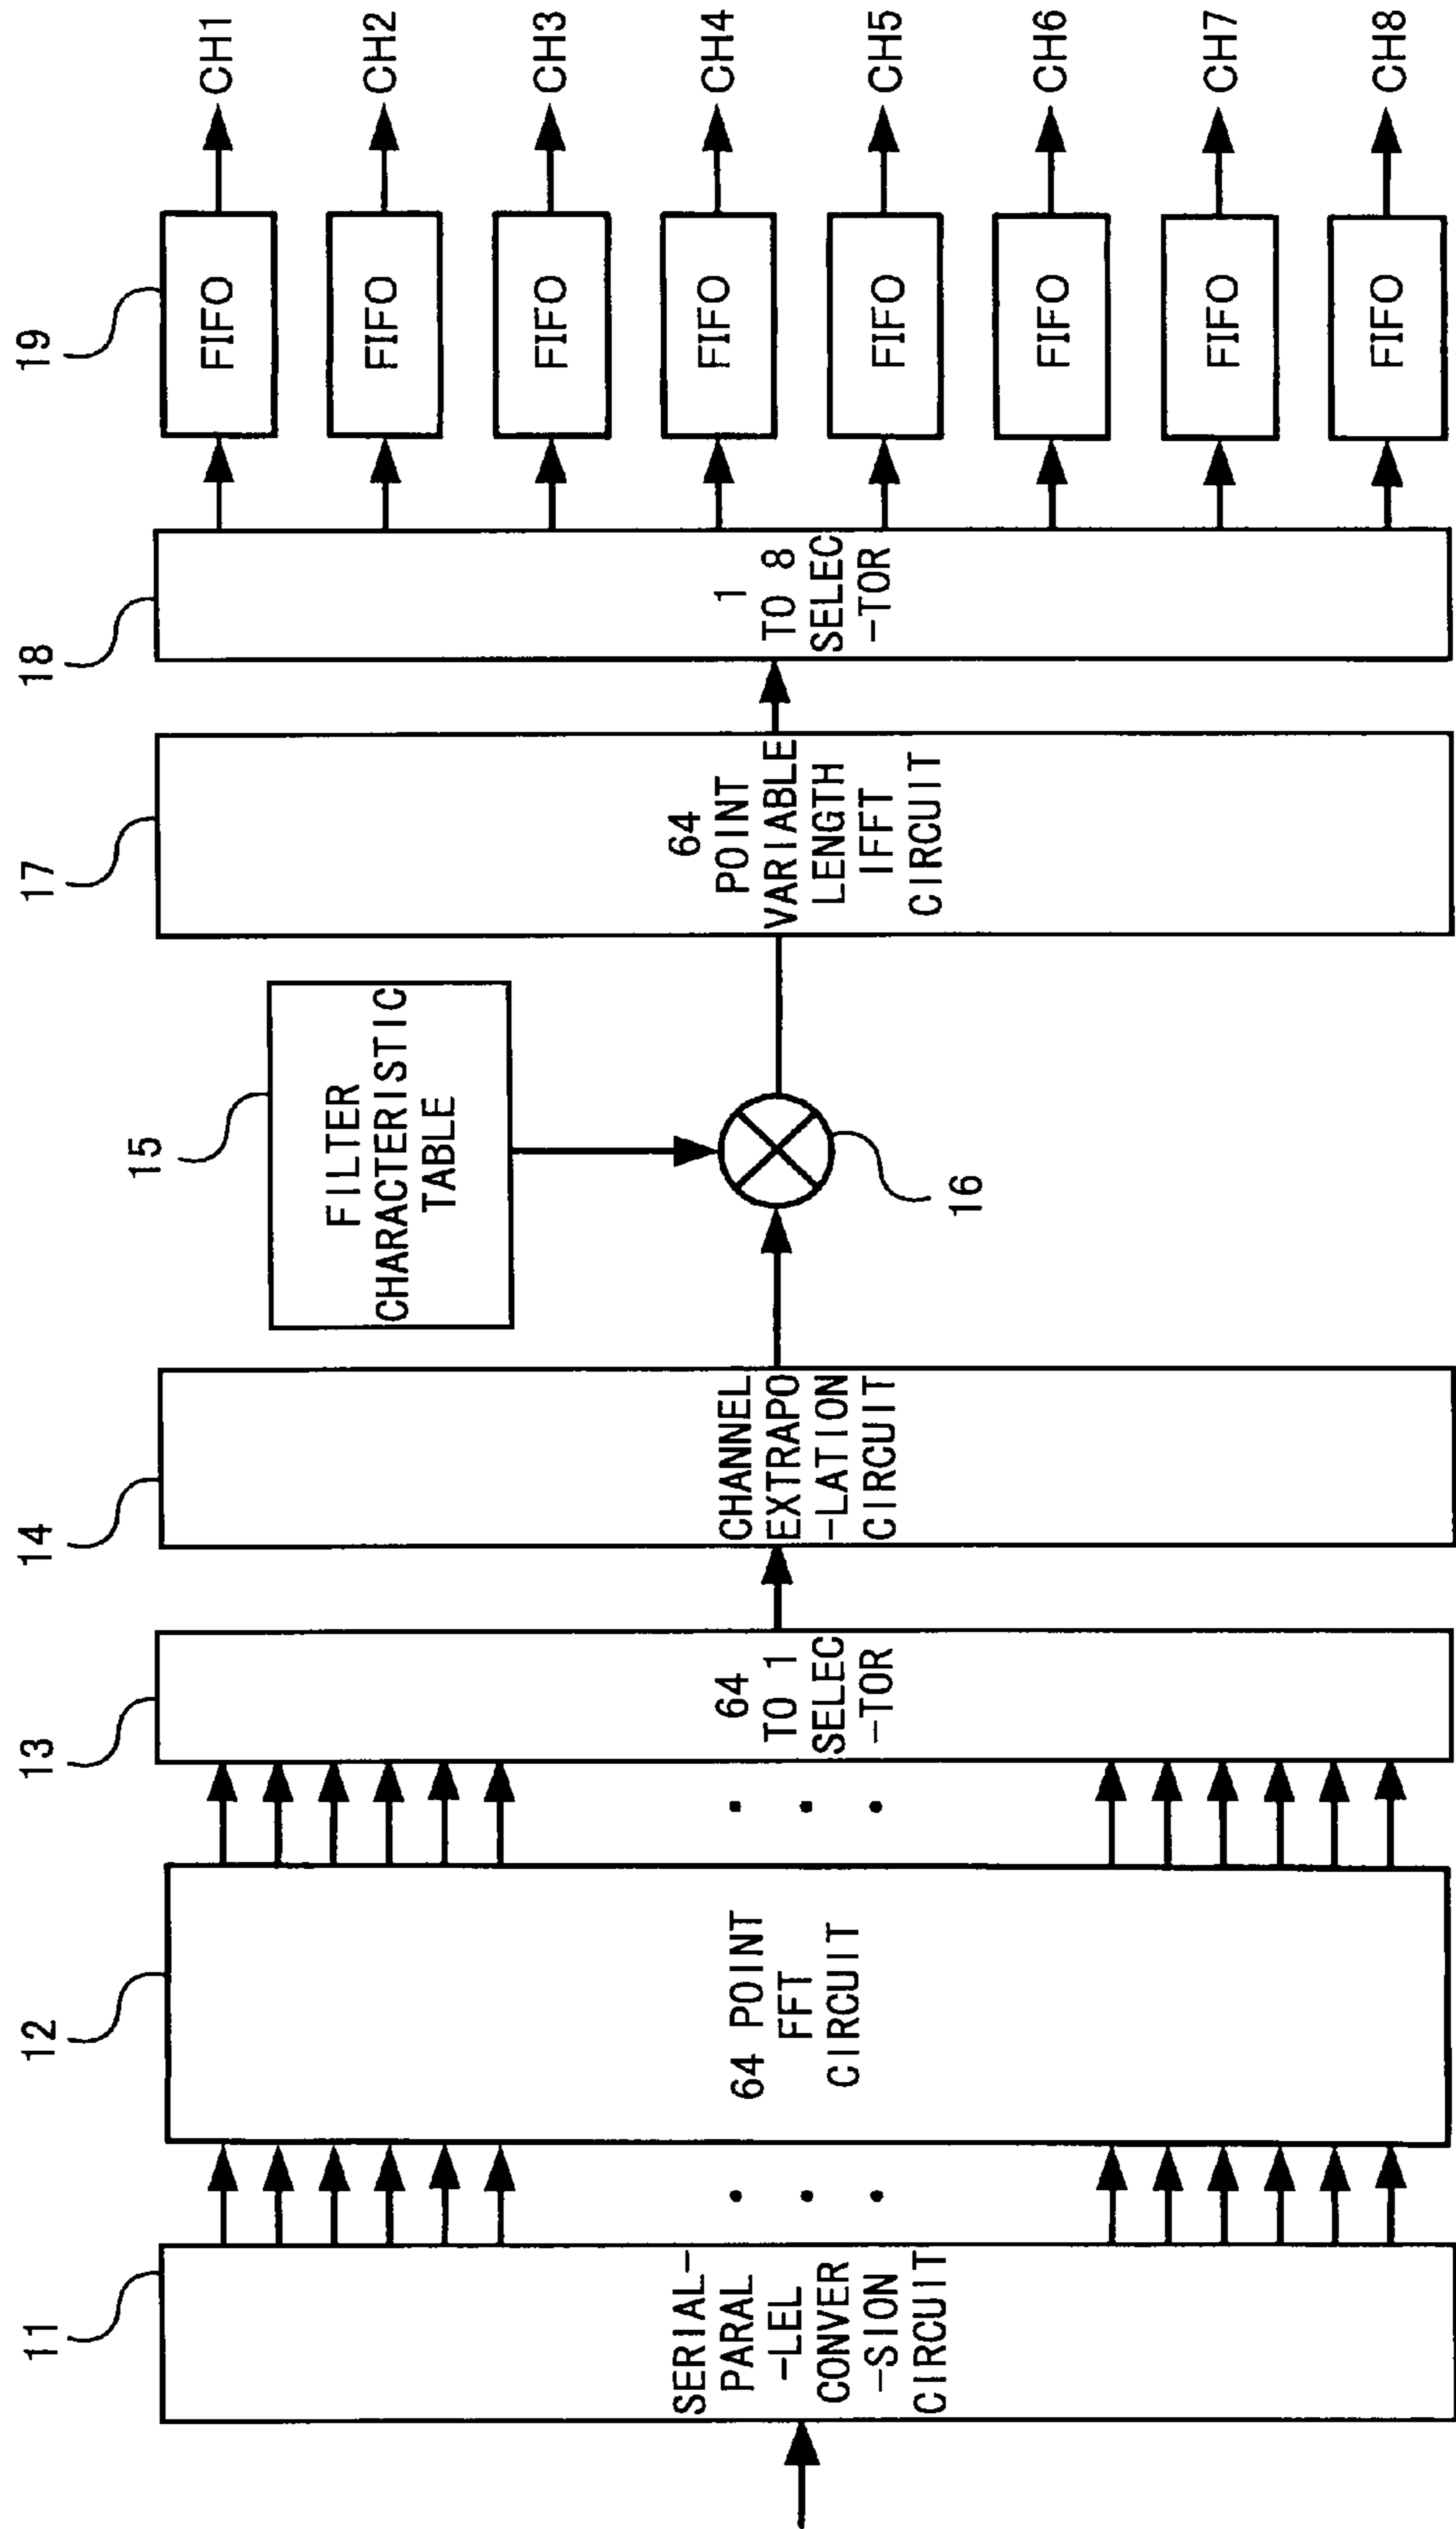 11
SERIAL-
PARAL
-LEL
CONVER
-SION
CIRCUIT
12
64 POINT
FFT
CIRCUIT
13
64
TO 1
SELEC
-TOR
14
CHANNEL
EXTRAPO
-LATION
CIRCUIT
15
FILTER
CHARACTERISTIC
TABLE
16
17
64
POINT
VARIABLE
LENGTH
IFFT
CIRCUIT
18
1
TO 8
SELEC
-TOR
19
FIFO
CH1
FIFO
CH2
FIFO
CH3
FIFO
CH4
FIFO
CH5
FIFO
CH6
FIFO
CH7
FIFO
CH8